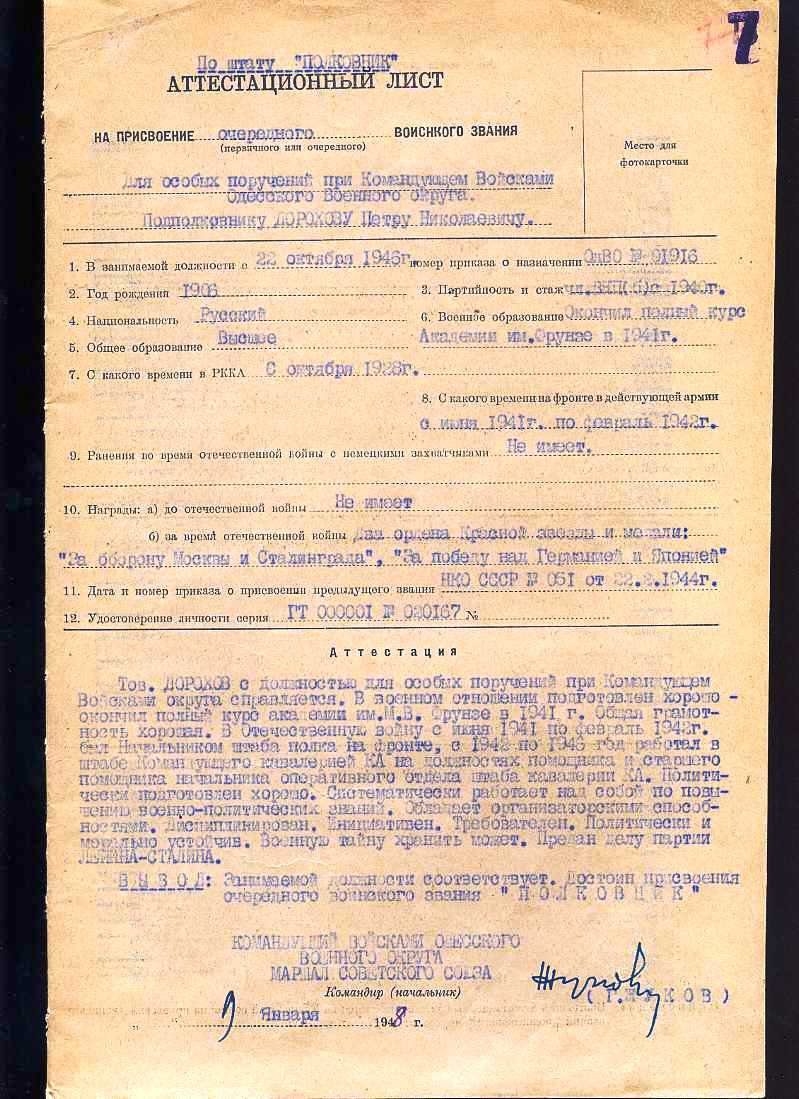 7
По штату "ПОЛКОВНИК"
АТТЕСТАЦИОННЫЙ ЛИСТ
НА ПРИСВОЕНИЕ очередного ВОИСНКОГО ЗВАНИЯ
(первичного или очередного)
Место для
фотокарточки
Для особых поручений при Командующем Войсками
Одесского Военного округа.
Подполковнику ДОРОХОВУ Петру Николаевичу.
1. В занимаемой должности с 22 октября 1946г. номер приказа о назначении ОдВО № 01916
2. Год рождения 1906 3. Партийность и стаж чл.ВКП(б)с 1940г.
4. Национальность Русский 6. Военное образование Окончил полный курс
5. Общее образование Высшее Академии им.Фрунзе в 1941г.
7. С какого времени в РККА С октября 1928г.
8. С какого времени на фронте в действующей армии
с июня 1941г. по февраль 1942г.
9. Ранения во время отечественной войны с немецкими захватчиками Не имеет.
10. Награды: а) до отечественной войны Не имеет
б) за время отечественной войны Два ордена Красной звезды и медали:
"За оборону Москвы и Сталинграда", "За победу над Германией и Японией"
11. Дата и номер приказа о присвоении предыдущего звания НКО СССР № 051 от 22.2.1944г.
12. Удостоверение личности серия ГТ 000001 № 020167 №
Аттестация
Тов. ДОРОХОВ с должностью для особых поручений при Командующем
Войсками округа справляется. В военном отношении подготовлен хорошо -
окончил полный курс академии им.М.В. Фрунзе в 1941 г. Общая грамот-
ность хорошая. В Отечественную войну с июня 1941 по февраль 1942г.
был Начальником штаба полка на фронте, с 1942 по 1946 год работал в
штабе Командующего кавалерией КА на должностях помощника и старшего
помощника начальника оперативного отдела штаба кавалерии КА. Полити-
чески подготовлен хорошо. Систематически работает над собой по повы-
шению военно-политических знаний. Обладает организаторскими способ-
ностями. Дисциплинирован. Инициативен. Требователен. Политически и
морально устойчив. Военную тайну хранить может. Предан делу партии
ЛЕНИНА-СТАЛИНА.
ВЫВОД: Занимаемой должности соответствует. Достоин присвоения
очередного воинского звания "ПОЛКОВНИК"
КОМАНДУЮЩИЙ ВОЙСКАМИ ОДЕССКОГО
ВОЕННОГО ОКРУГА
МАРШАЛ СОВЕТСКОГО СОЮЗА
Командир (начальник) Жуков
(Г.ЖУКОВ)
9 Января 1948 г.